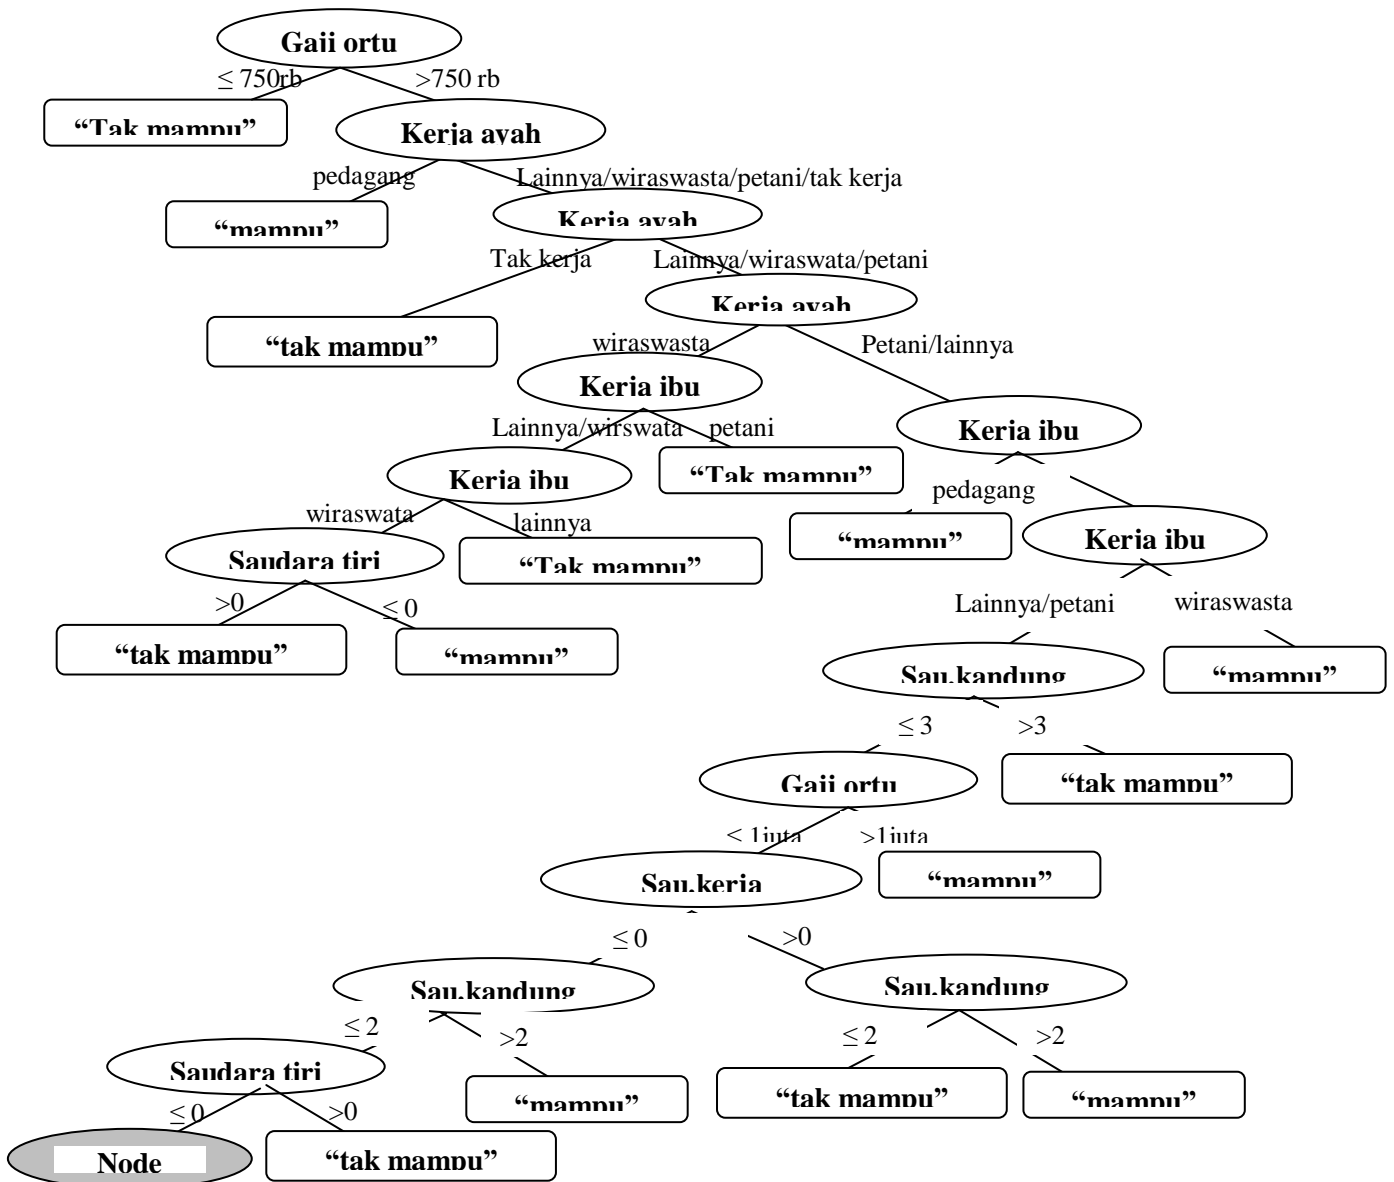 Gaji ortu
≤ 750rb
>750 rb
“Tak mampu”
Kerja ayah
pedagang
Lainnya/wiraswasta/petani/tak kerja
“mampu”
Kerja ayah
Tak kerja
Lainnya/wiraswata/petani
Kerja ayah
“tak mampu”
wiraswasta
Petani/lainnya
Kerja ibu
Kerja ibu
Lainnya/wirswata
petani
Kerja ibu
“Tak mampu”
pedagang
wiraswata
lainnya
“mampu”
Kerja ibu
Saudara tiri
“Tak mampu”
>0
≤ 0
Lainnya/petani
wiraswasta
“tak mampu”
“mampu”
Sau.kandung
“mampu”
≤ 3
>3
Gaji ortu
“tak mampu”
≤ 1juta
>1juta
Sau.kerja
“mampu”
≤ 0
>0
Sau.kandung
Sau.kandung
≤ 2
>2
≤ 2
>2
Saudara tiri
“mampu”
“tak mampu”
“mampu”
≤ 0
>0
Node
“tak mampu”